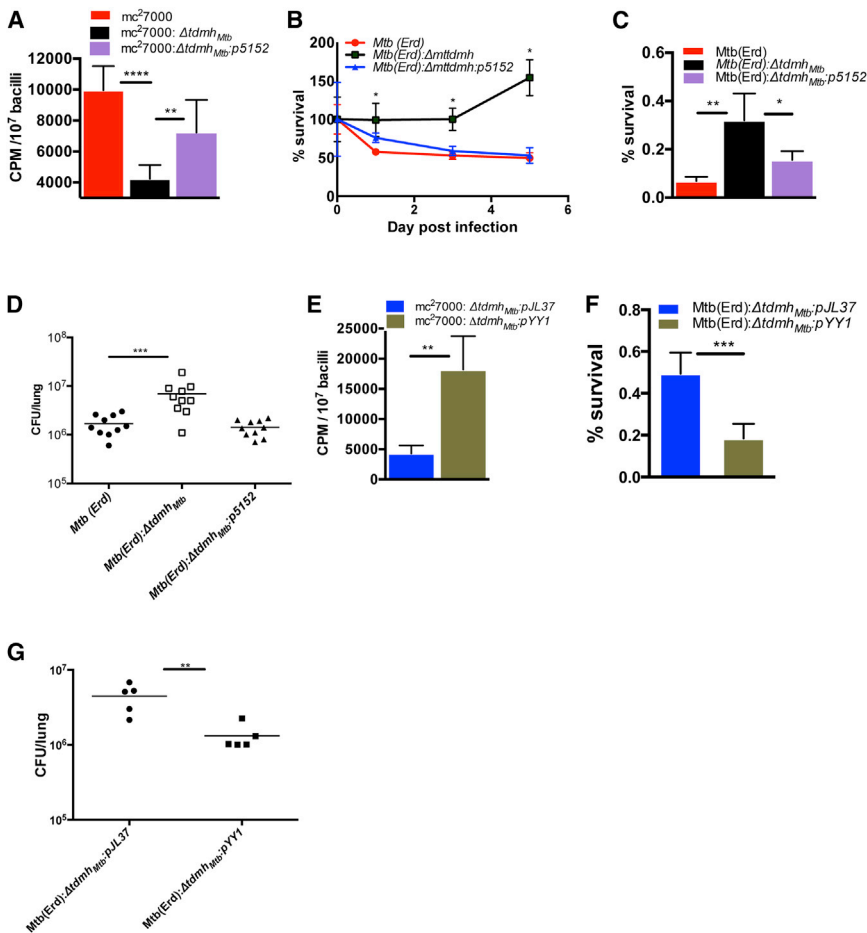 A
mc²7000
mc²7000: Δtdmh_Mtb
mc²7000:Δtdmh_Mtb:p5152
CPM /10⁷ bacilli
12000
10000
8000
6000
4000
****
**
B
Mtb (Erd)
Mtb(Erd):Δmttdmh
Mtb(Erd):Δmttdmh:p5152
% survival
200
150
100
50
0
*
*
*
0
2
4
6
Day post infection
C
Mtb(Erd)
Mtb(Erd):Δtdmh_Mtb
Mtb(Erd):Δtdmh_Mtb:p5152
% survival
0.6
0.4
0.2
0.0
**
*
D
CFU/lung
10⁸
10⁷
10⁶
10⁵
***
Mtb (Erd)
Mtb(Erd):Δtdmh_Mtb
Mtb(Erd):Δtdmh_Mtb:p5152
E
mc²7000: Δtdmh_Mtb:pJL37
mc²7000: Δtdmh_Mtb:pYY1
CPM / 10⁷ bacilli
25000
20000
15000
10000
5000
0
**
F
Mtb(Erd):Δtdmh_Mtb:pJL37
Mtb(Erd):Δtdmh_Mtb:pYY1
% survival
0.8
0.6
0.4
0.2
0.0
***
G
CFU/lung
10⁷
10⁶
10⁵
**
Mtb(Erd):Δtdmh_Mtb:pJL37
Mtb(Erd):Δtdmh_Mtb:pYY1